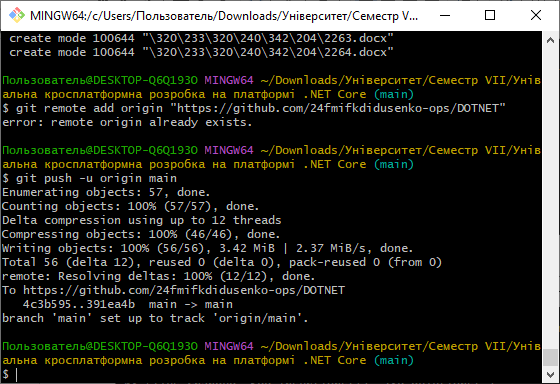 MINGW64:/c/Users/Пользователь/Downloads/Університет/Семестр V...
create mode 100644 "\320\233\320\240\342\204\2263.docx"
create mode 100644 "\320\233\320\240\342\204\2264.docx"
Пользователь@DESKTOP-Q6Q193O MINGW64 ~/Downloads/Університет/Семестр VII/Унів
альна кросплатформна розробка на платформі .NET Core (main)
$ git remote add origin "https://github.com/24fmifkdidusenko-ops/DOTNET"
error: remote origin already exists.
Пользователь@DESKTOP-Q6Q193O MINGW64 ~/Downloads/Університет/Семестр VII/Унів
альна кросплатформна розробка на платформі .NET Core (main)
$ git push -u origin main
Enumerating objects: 57, done.
Counting objects: 100% (57/57), done.
Delta compression using up to 12 threads
Compressing objects: 100% (46/46), done.
Writing objects: 100% (56/56), 3.42 MiB | 2.37 MiB/s, done.
Total 56 (delta 12), reused 0 (delta 0), pack-reused 0 (from 0)
remote: Resolving deltas: 100% (12/12), done.
To https://github.com/24fmifkdidusenko-ops/DOTNET
4c3b595..391ea4b  main -> main
branch 'main' set up to track 'origin/main'.
Пользователь@DESKTOP-Q6Q193O MINGW64 ~/Downloads/Університет/Семестр VII/Унів
альна кросплатформна розробка на платформі .NET Core (main)
$